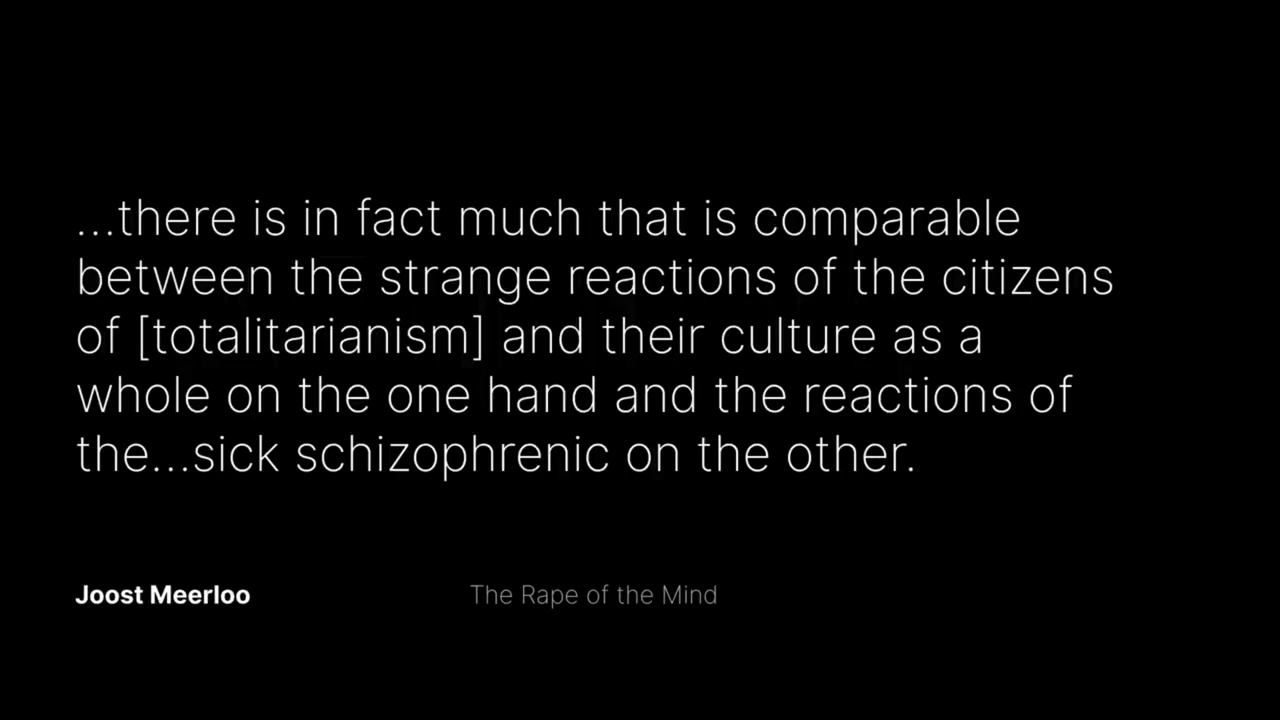 ...there is in fact much that is comparable
between the strange reactions of the citizens
of [totalitarianism] and their culture as a
whole on the one hand and the reactions of
the...sick schizophrenic on the other.
Joost Meerloo
The Rape of the Mind